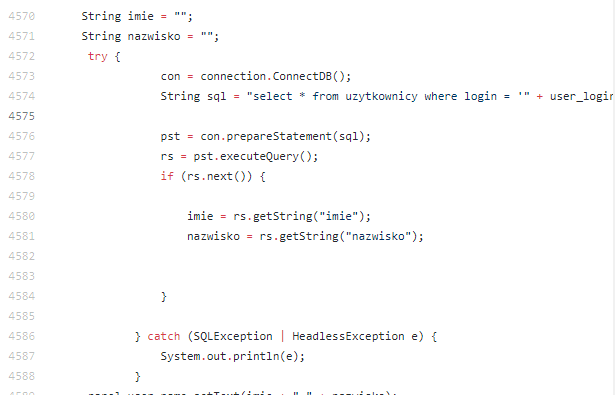 4570 String imie = "";
4571 String nazwisko = "";
4572 try {
4573 con = connection.ConnectDB();
4574 String sql = "select * from uzytkownicy where login = '" + user_login
4575
4576 pst = con.prepareStatement(sql);
4577 rs = pst.executeQuery();
4578 if (rs.next()) {
4579
4580 imie = rs.getString("imie");
4581 nazwisko = rs.getString("nazwisko");
4582
4583
4584 }
4585
4586 } catch (SQLException | HeadlessException e) {
4587 System.out.println(e);
4588 }